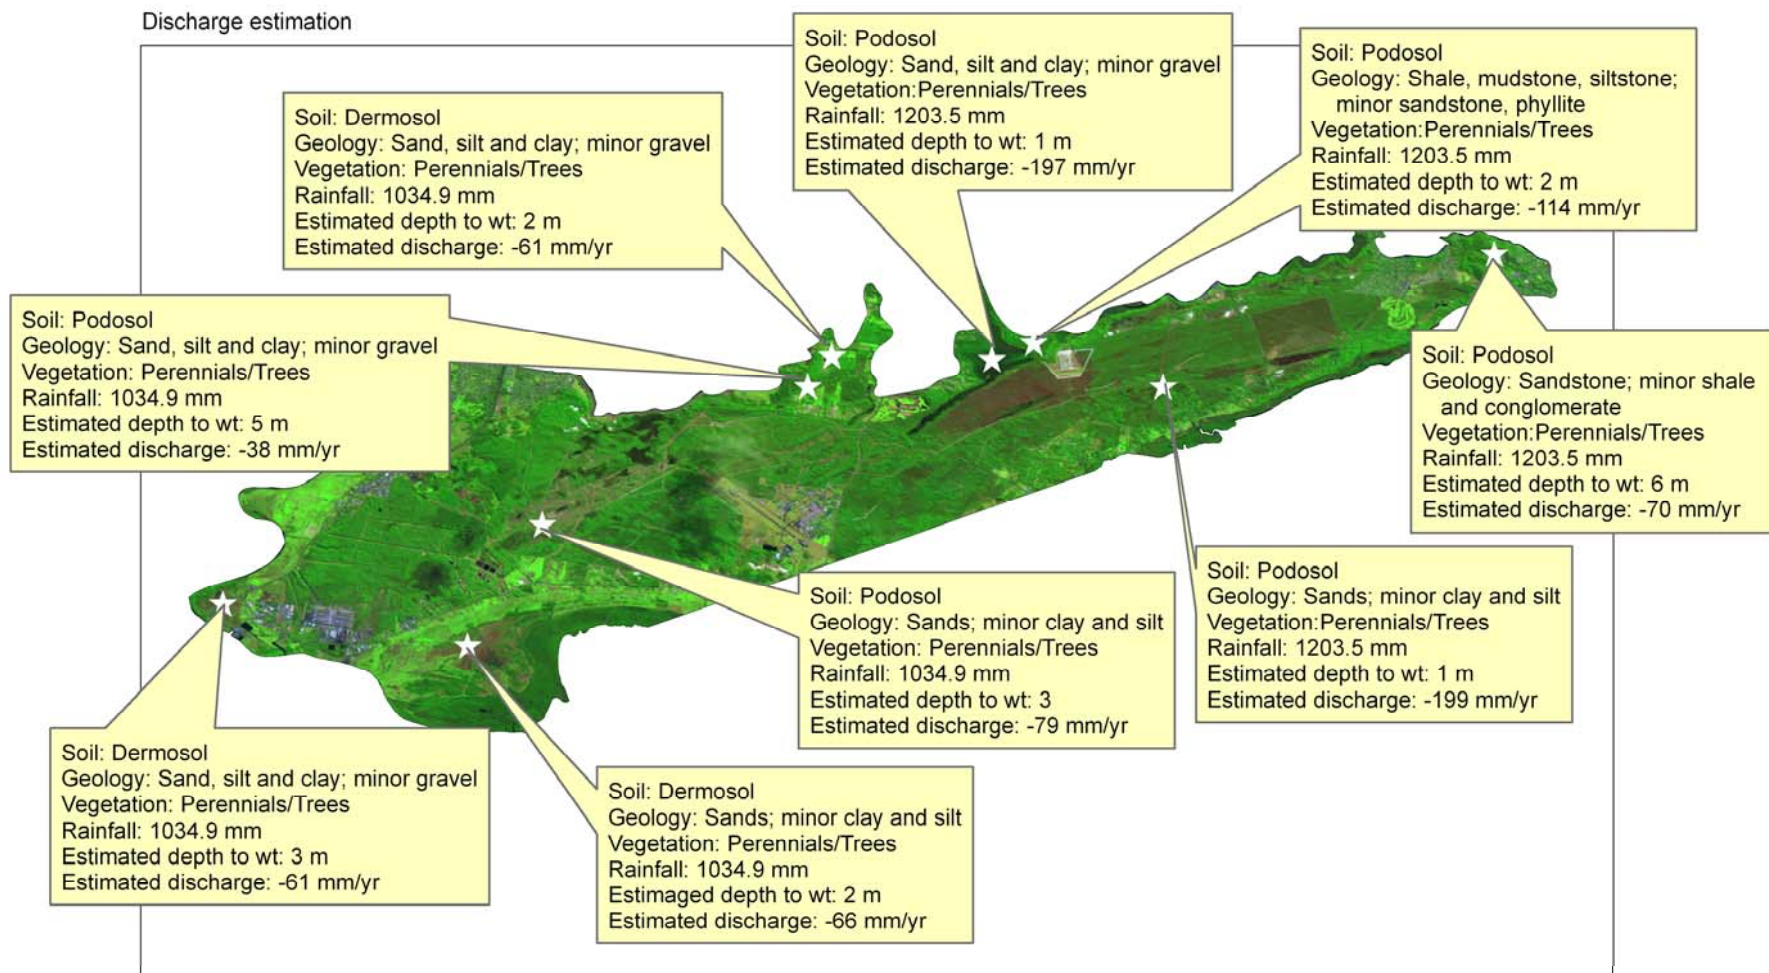 Discharge estimation
Soil: Podosol
Geology: Sand, silt and clay; minor gravel
Vegetation:Perennials/Trees
Rainfall: 1203.5 mm
Estimated depth to wt: 1 m
Estimated discharge: -197 mm/yr
Soil: Podosol
Geology: Shale, mudstone, siltstone;
minor sandstone, phyllite
Vegetation:Perennials/Trees
Rainfall: 1203.5 mm
Estimated depth to wt: 2 m
Estimated discharge: -114 mm/yr
Soil: Dermosol
Geology: Sand, silt and clay; minor gravel
Vegetation: Perennials/Trees
Rainfall: 1034.9 mm
Estimated depth to wt: 2 m
Estimated discharge: -61 mm/yr
Soil: Podosol
Geology: Sand, silt and clay; minor gravel
Vegetation: Perennials/Trees
Rainfall: 1034.9 mm
Estimated depth to wt: 5 m
Estimated discharge: -38 mm/yr
Soil: Podosol
Geology: Sandstone; minor shale
and conglomerate
Vegetation:Perennials/Trees
Rainfall: 1203.5 mm
Estimated depth to wt: 6 m
Estimated discharge: -70 mm/yr
Soil: Podosol
Geology: Sands; minor clay and silt
Vegetation:Perennials/Trees
Rainfall: 1203.5 mm
Estimated depth to wt: 1 m
Estimated discharge: -199 mm/yr
Soil: Podosol
Geology: Sands; minor clay and silt
Vegetation: Perennials/Trees
Rainfall: 1034.9 mm
Estimated depth to wt: 3
Estimated discharge: -79 mm/yr
Soil: Dermosol
Geology: Sand, silt and clay; minor gravel
Vegetation: Perennials/Trees
Rainfall: 1034.9 mm
Estimated depth to wt: 3 m
Estimated discharge: -61 mm/yr
Soil: Dermosol
Geology: Sands; minor clay and silt
Vegetation: Perennials/Trees
Rainfall: 1034.9 mm
Estimaged depth to wt: 2 m
Estimated discharge: -66 mm/yr